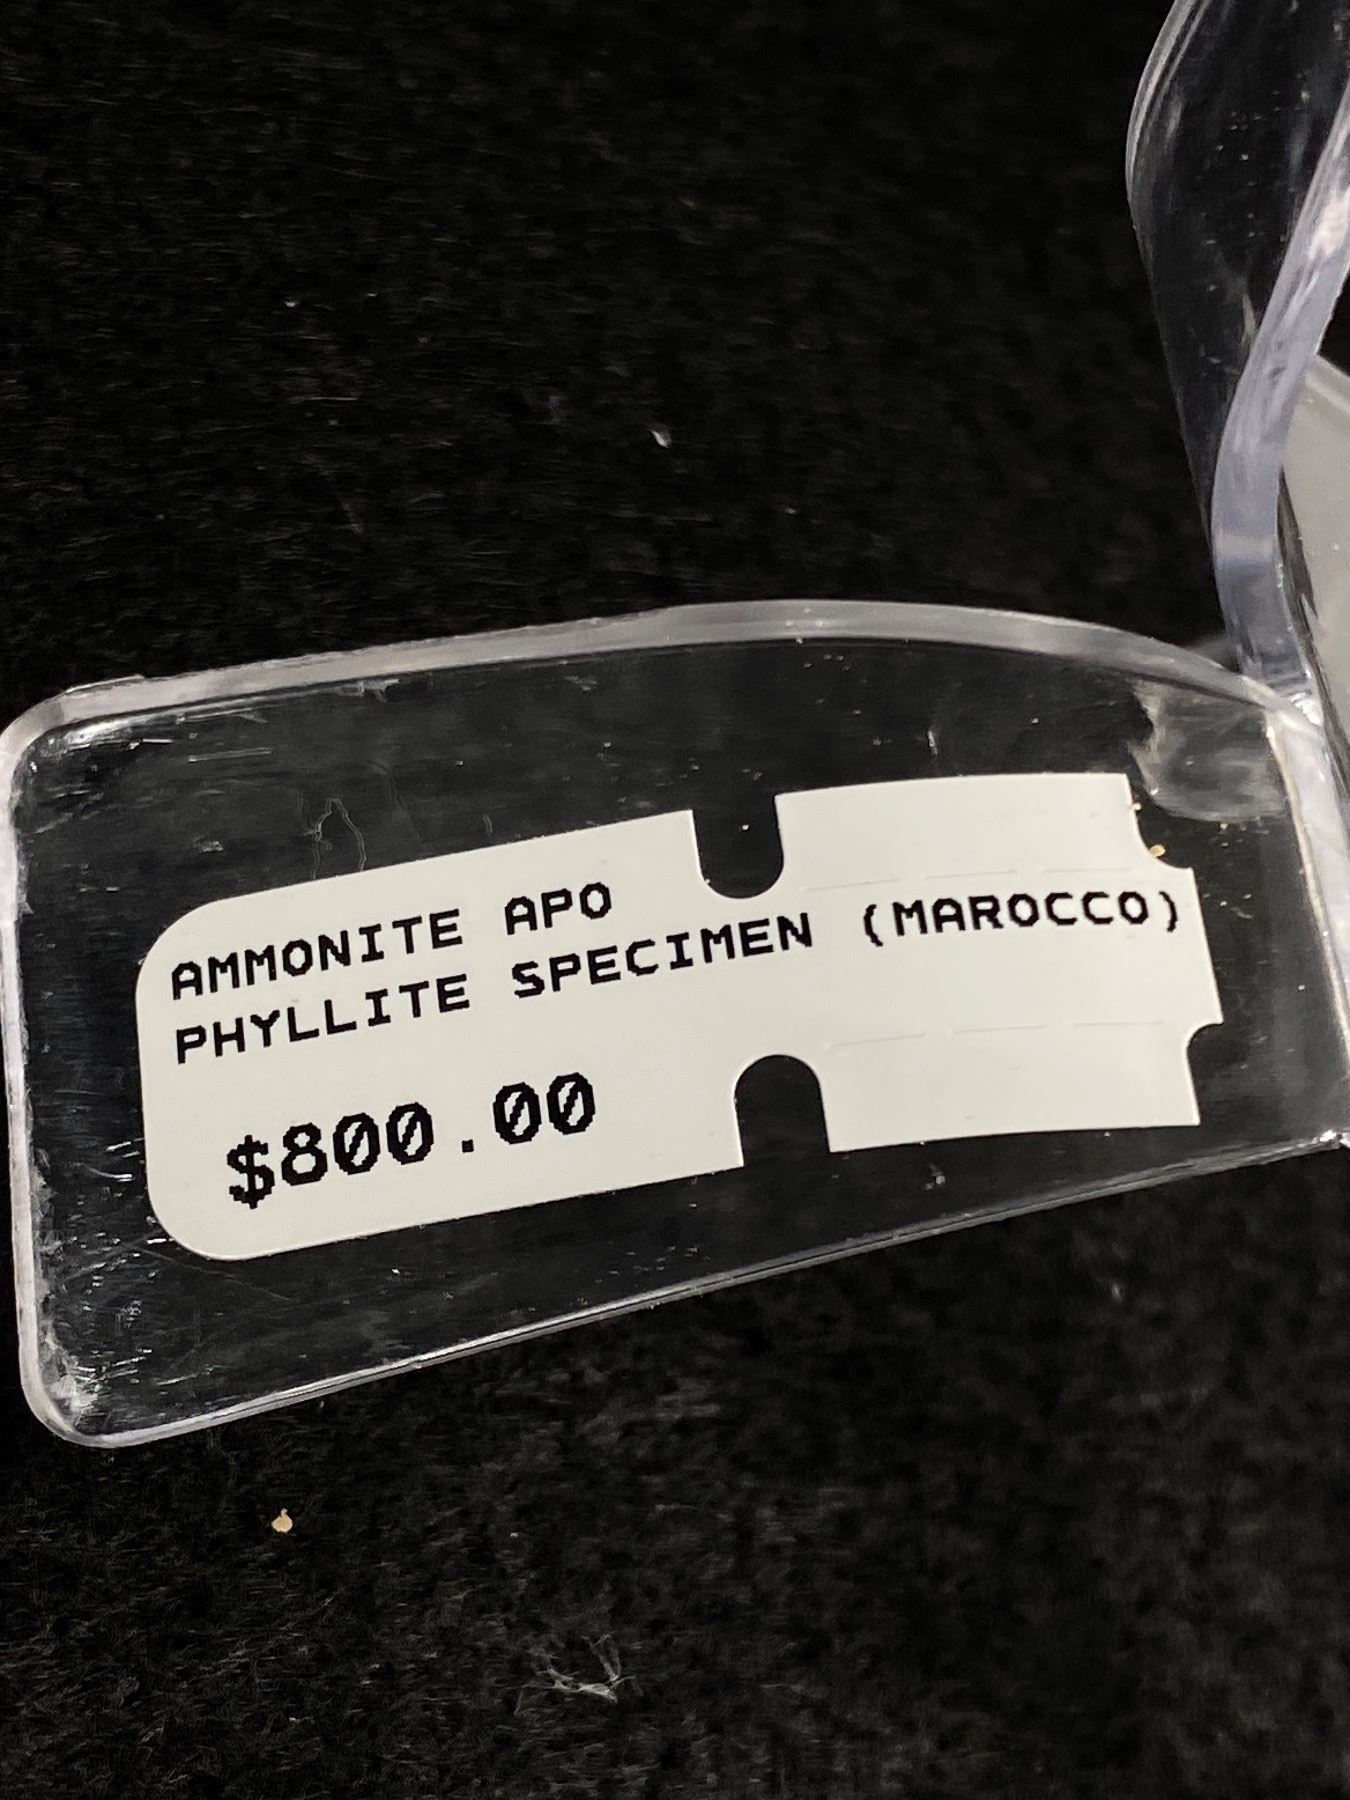 AMMONITE APO
PHYLLITE SPECIMEN (MAROCCO)
$800.00